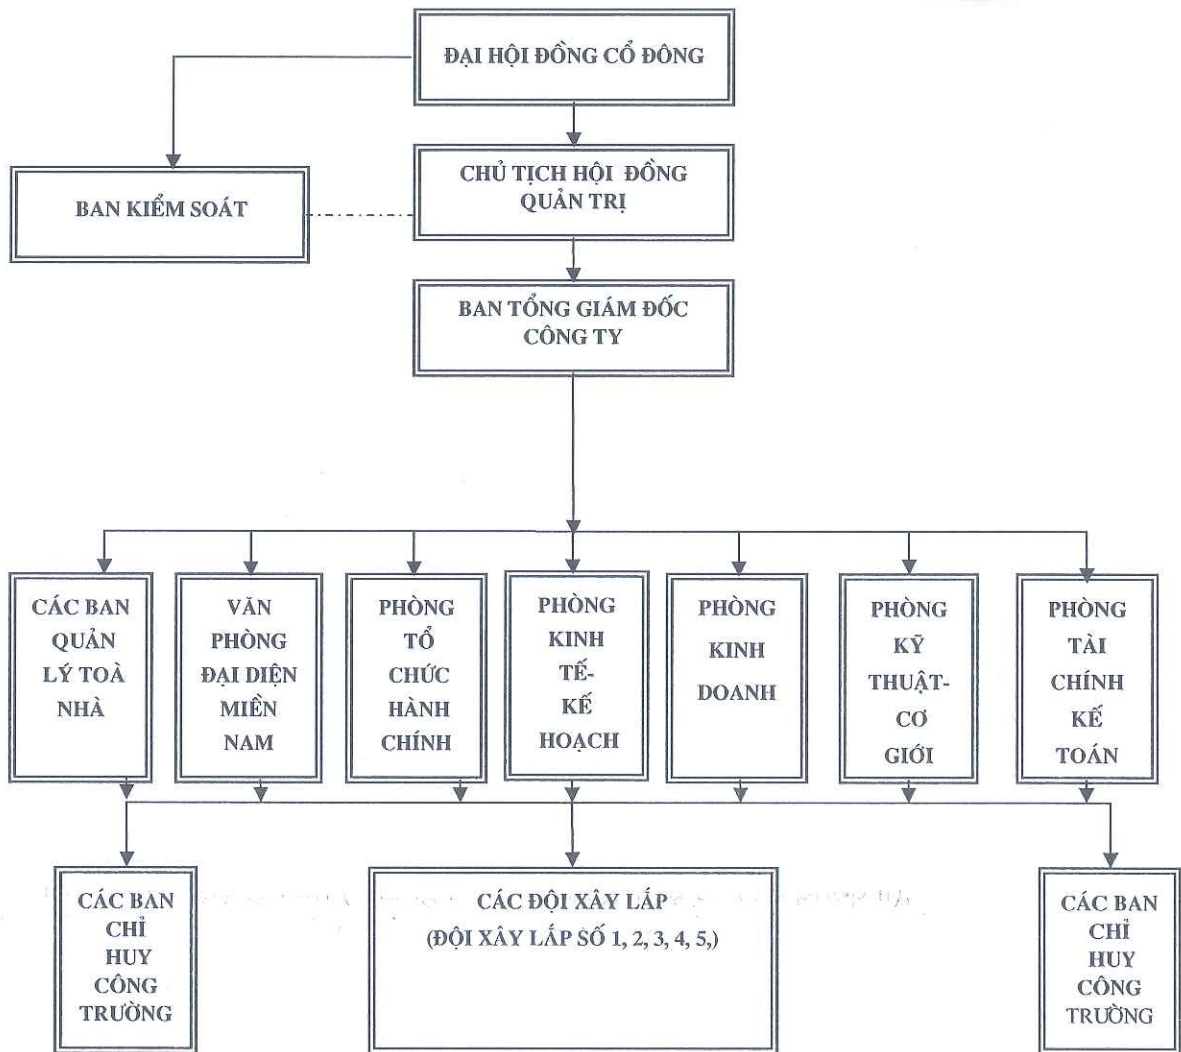 ĐẠI HỘI ĐỒNG CỔ ĐÔNG
CHỦ TỊCH HỘI ĐỒNG
QUẢN TRỊ
BAN KIỂM SOÁT
BAN TỔNG GIÁM ĐỐC
CÔNG TY
CÁC BAN
QUẢN
LÝ TOÀ
NHÀ
VĂN
PHÒNG
ĐẠI DIỆN
MIỀN
NAM
PHÒNG
TỔ
CHỨC
HÀNH
CHÍNH
PHÒNG
KINH
TẾ-
KẾ
HOẠCH
PHÒNG
KINH
DOANH
PHÒNG
KỸ
THUẬT-
CƠ
GIỚI
PHÒNG
TÀI
CHÍNH
KẾ
TOÁN
CÁC BAN
CHỈ
HUY
CÔNG
TRƯỜNG
CÁC ĐỘI XÂY LẮP
(ĐỘI XÂY LẮP SỐ 1, 2, 3, 4, 5,)
CÁC BAN
CHỈ
HUY
CÔNG
TRƯỜNG